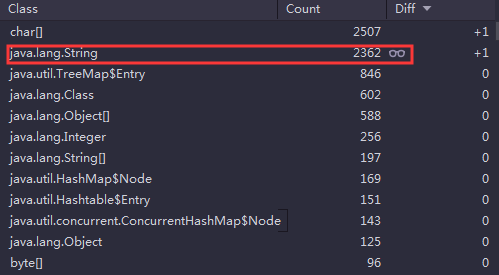 Class Count Diff
char[] 2507 +1
java.lang.String 2362 +1
java.util.TreeMap$Entry 846 0
java.lang.Class 602 0
java.lang.Object[] 588 0
java.lang.Integer 256 0
java.lang.String[] 197 0
java.util.HashMap$Node 169 0
java.util.Hashtable$Entry 151 0
java.util.concurrent.ConcurrentHashMap$Node 143 0
java.lang.Object 125 0
byte[] 96 0